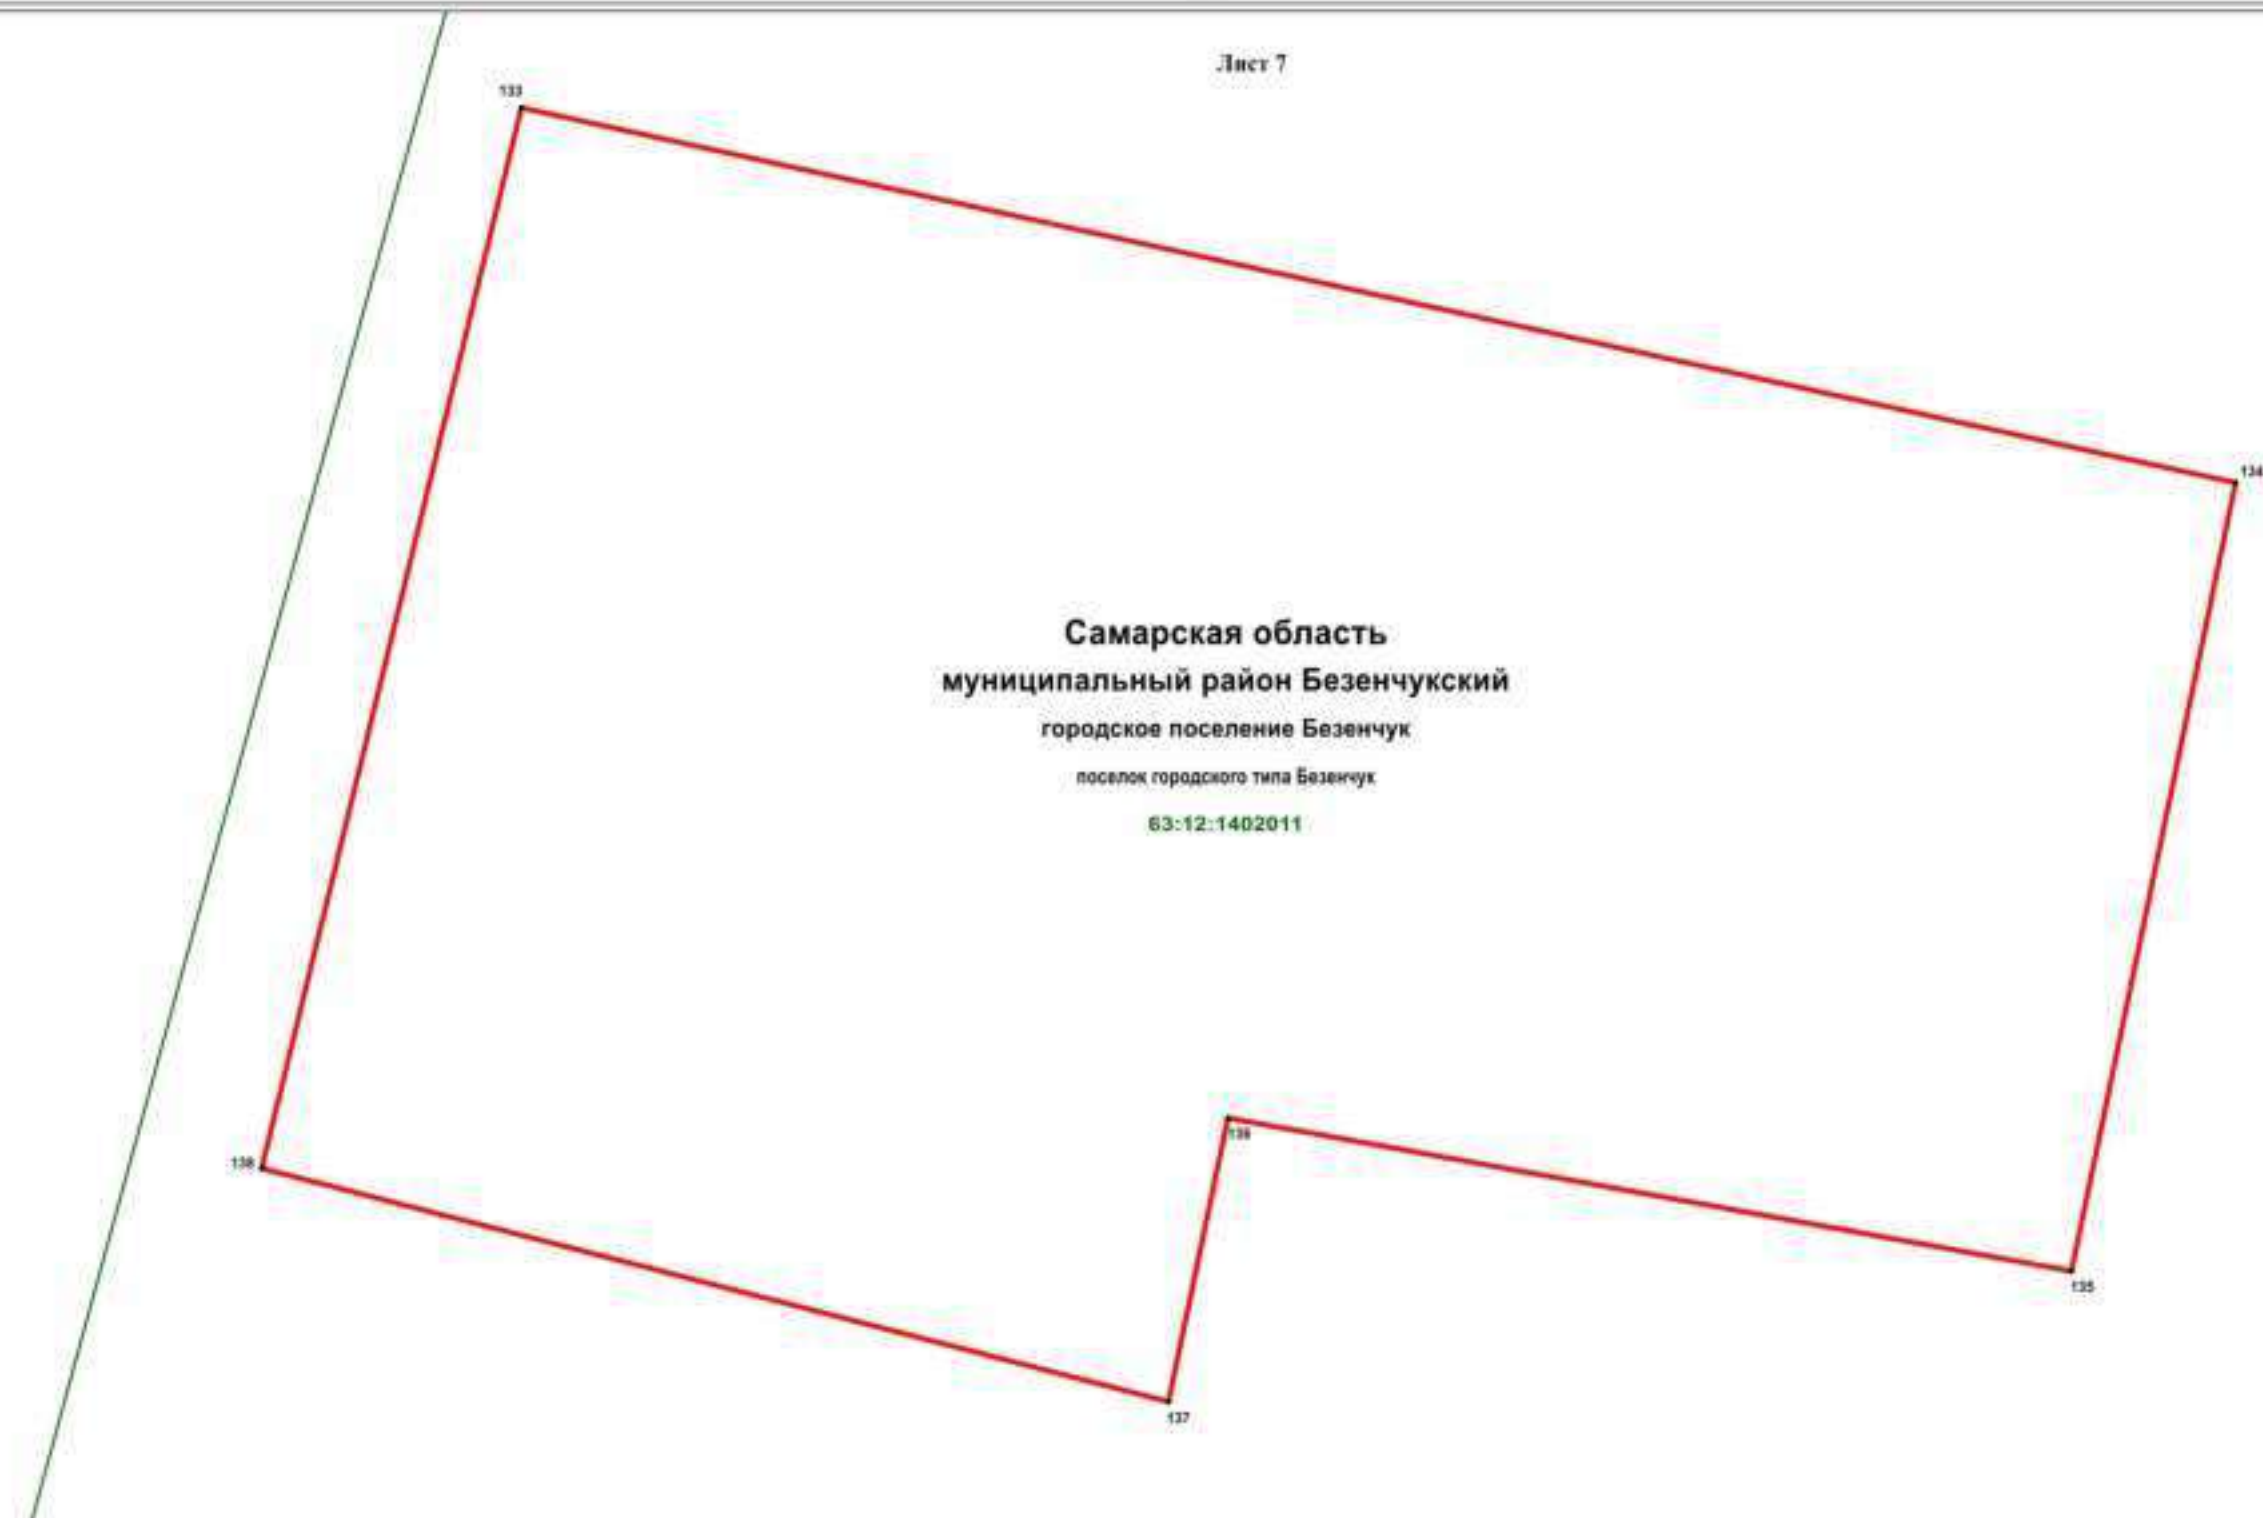 Лист 7
133
134
Самарская область
муниципальный район Безенчукский
городское поселение Безенчук
поселок городского типа Безенчук
63:12:1402011
136
138
135
137